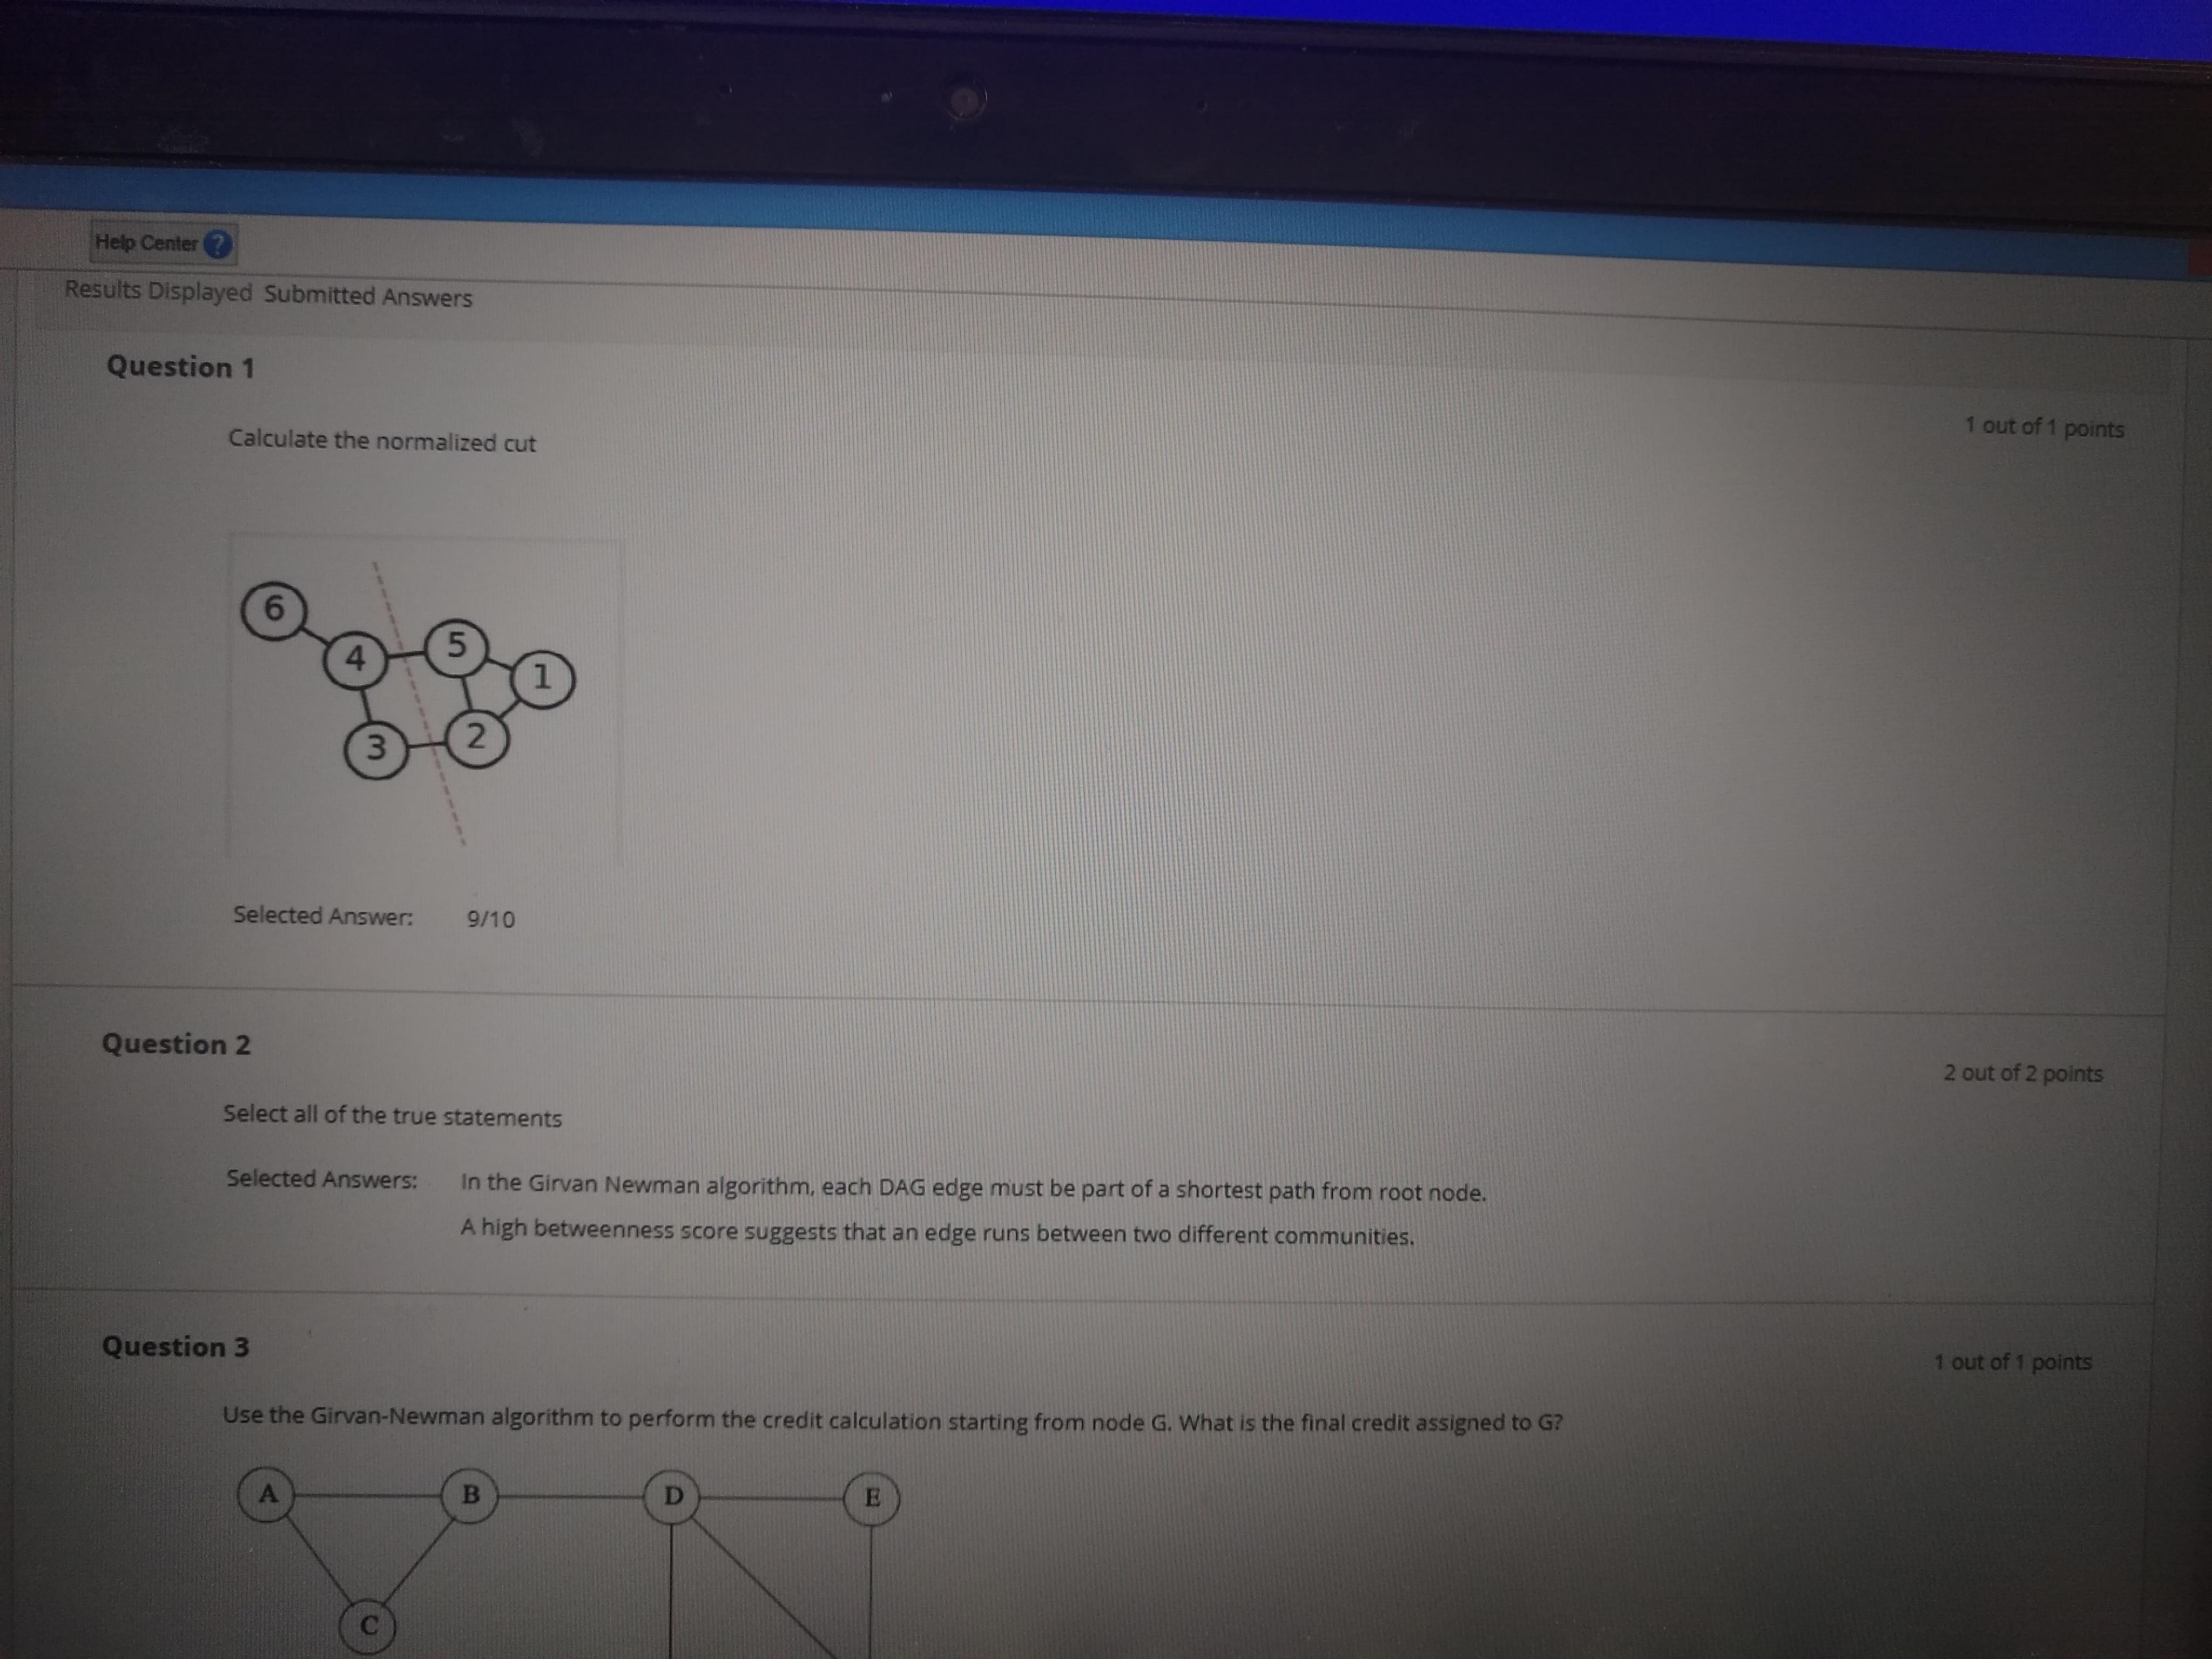 Help Center ?
Results Displayed Submitted Answers
Question 1
1 out of 1 points
Calculate the normalized cut
6
4
5
1
3
2
Selected Answer: 9/10
Question 2
2 out of 2 points
Select all of the true statements
Selected Answers: In the Girvan Newman algorithm, each DAG edge must be part of a shortest path from root node.
A high betweenness score suggests that an edge runs between two different communities.
Question 3
1 out of 1 points
Use the Girvan-Newman algorithm to perform the credit calculation starting from node G. What is the final credit assigned to G?
A B D E
C